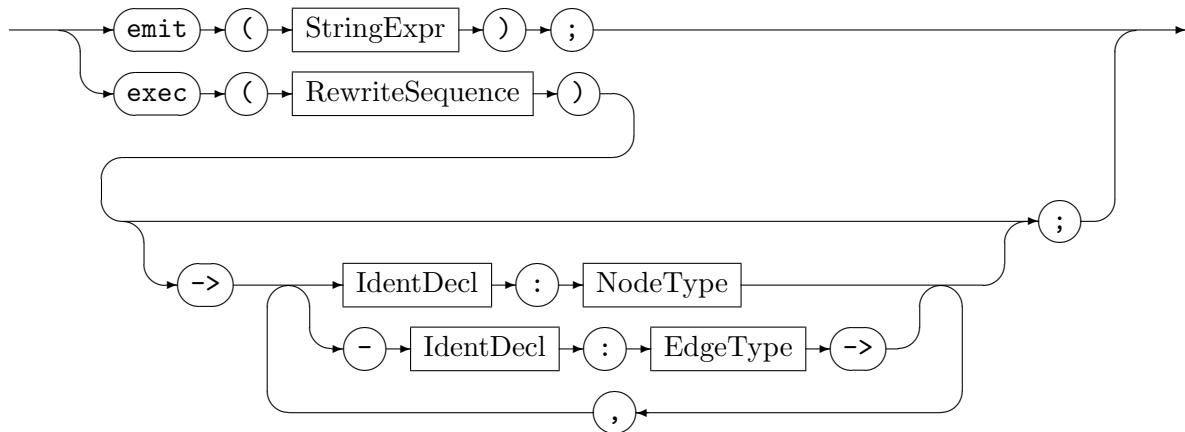 emit ( StringExpr ) ;
exec ( RewriteSequence )
;
-> IdentDecl : NodeType
- IdentDecl : EdgeType ->
,